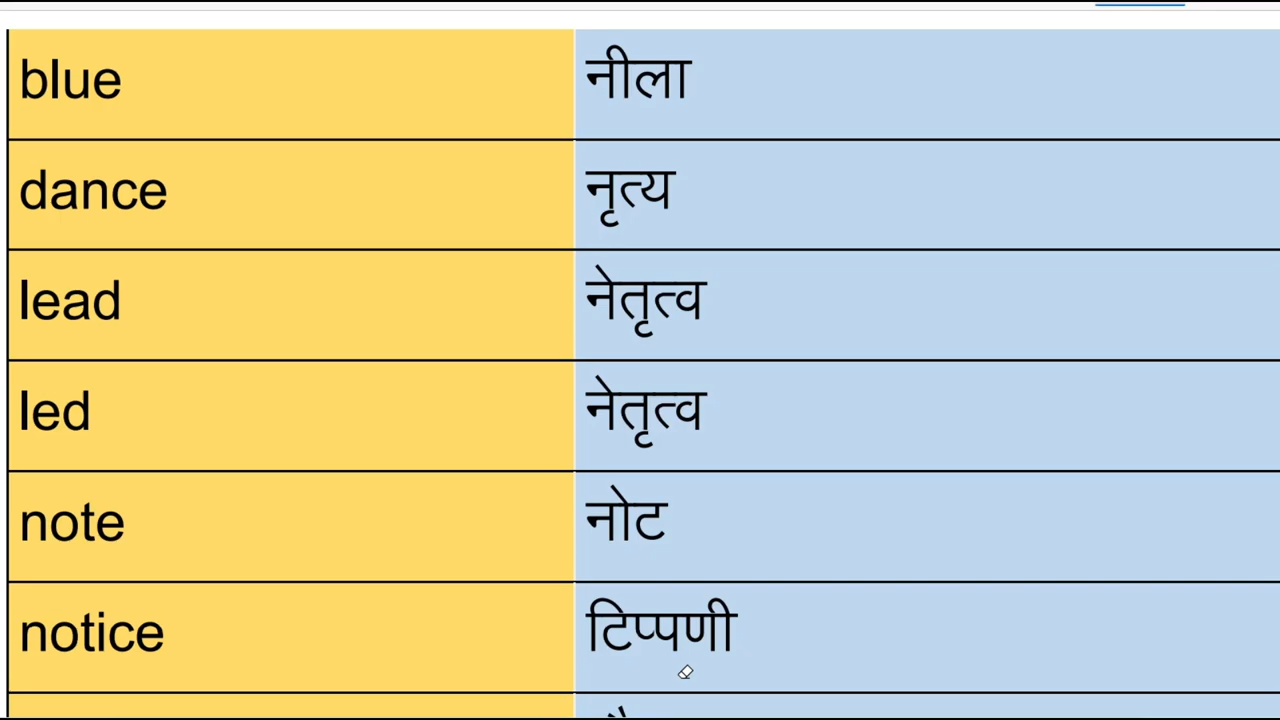 blue नीला
dance नृत्य
lead नेतृत्व
led नेतृत्व
note नोट
notice टिप्पणी